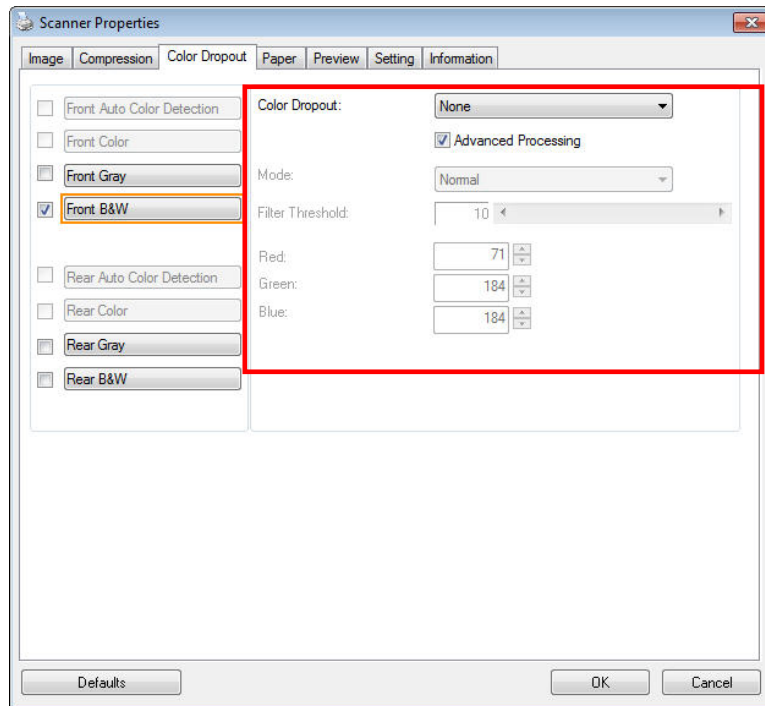 Scanner Properties
Image Compression Color Dropout Paper Preview Setting Information
Front Auto Color Detection
Front Color
Front Gray
Front B&W
Rear Auto Color Detection
Rear Color
Rear Gray
Rear B&W
Color Dropout: None
Advanced Processing
Mode: Normal
Filter Threshold: 10
Red: 71
Green: 184
Blue: 184
Defaults OK Cancel